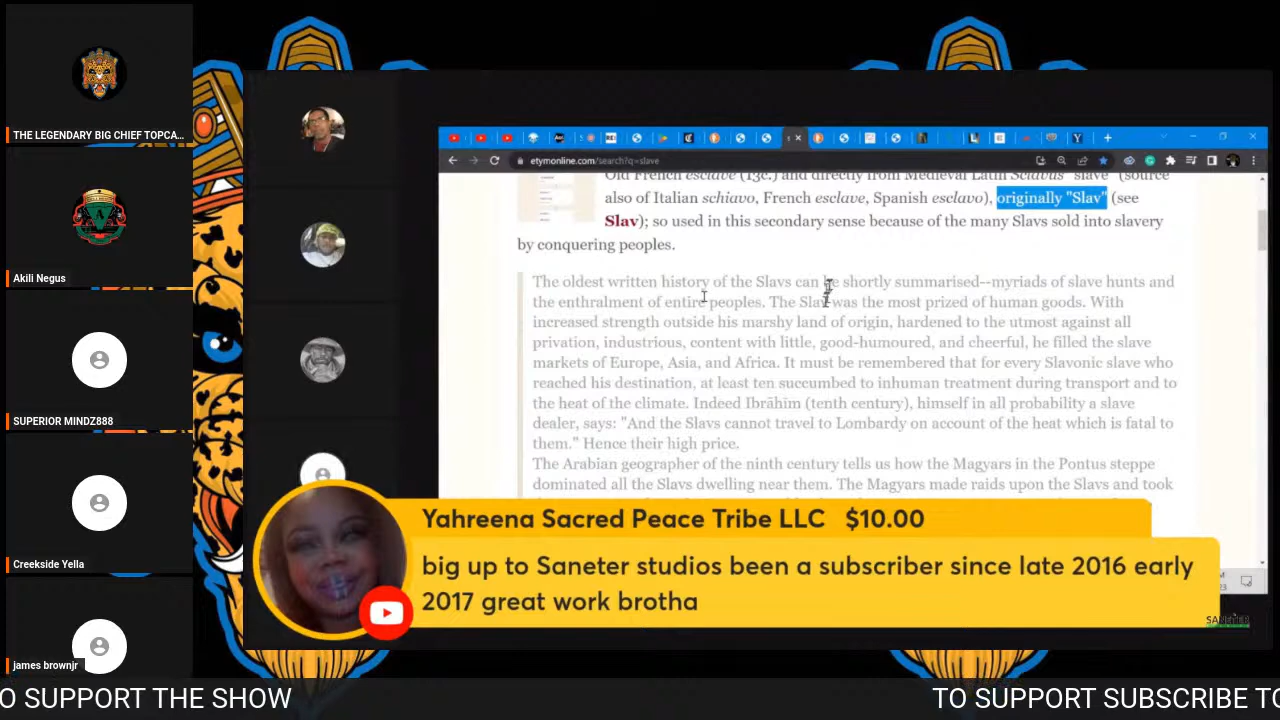 THE LEGENDARY BIG CHIEF TOPCA...
Akili Negus
SUPERIOR MINDZ888
Creekside Yella
james brownjr
etymonline.com/search?q=slave
Old French esclave (13c.) and directly from Medieval Latin Sclavus "slave" (source
also of Italian schiavo, French esclave, Spanish esclavo), originally "Slav" (see
Slav); so used in this secondary sense because of the many Slavs sold into slavery
by conquering peoples.
The oldest written history of the Slavs can be shortly summarised--myriads of slave hunts and
the enthralment of entire peoples. The Slav was the most prized of human goods. With
increased strength outside his marshy land of origin, hardened to the utmost against all
privation, industrious, content with little, good-humoured, and cheerful, he filled the slave
markets of Europe, Asia, and Africa. It must be remembered that for every Slavonic slave who
reached his destination, at least ten succumbed to inhuman treatment during transport and to
the heat of the climate. Indeed Ibrāhīm (tenth century), himself in all probability a slave
dealer, says: "And the Slavs cannot travel to Lombardy on account of the heat which is fatal to
them." Hence their high price.
The Arabian geographer of the ninth century tells us how the Magyars in the Pontus steppe
dominated all the Slavs dwelling near them. The Magyars made raids upon the Slavs and took
Yahreena Sacred Peace Tribe LLC $10.00
big up to Saneter studios been a subscriber since late 2016 early
2017 great work brotha
SANETER
O SUPPORT THE SHOW
TO SUPPORT SUBSCRIBE TO